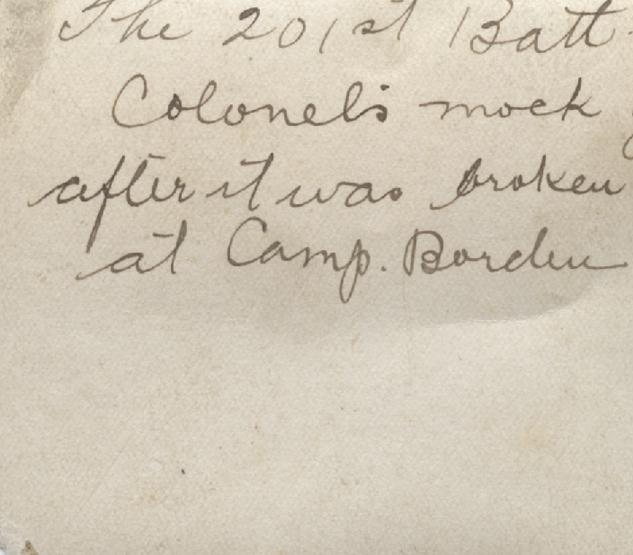 The 201st Batt
Colonel's mock
after it was broken
at Camp. Borden